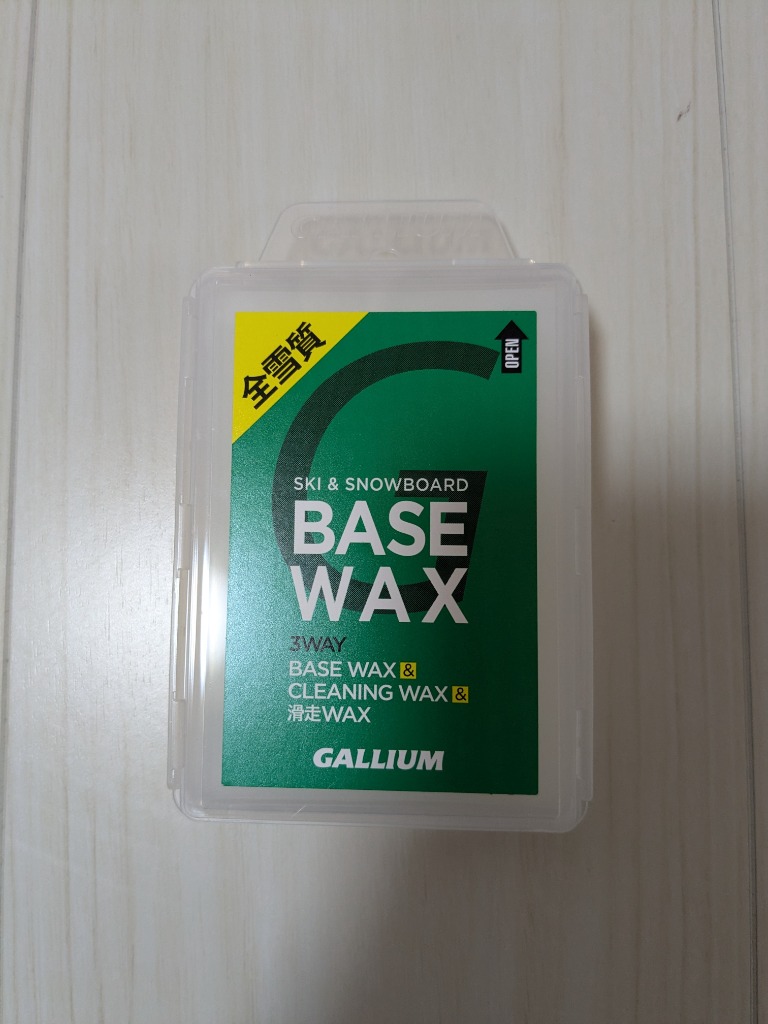 GALLIUM
全雪質
OPEN
SKI & SNOWBOARD
BASE
WAX
3WAY
BASE WAX &
CLEANING WAX &
滑走WAX
GALLIUM